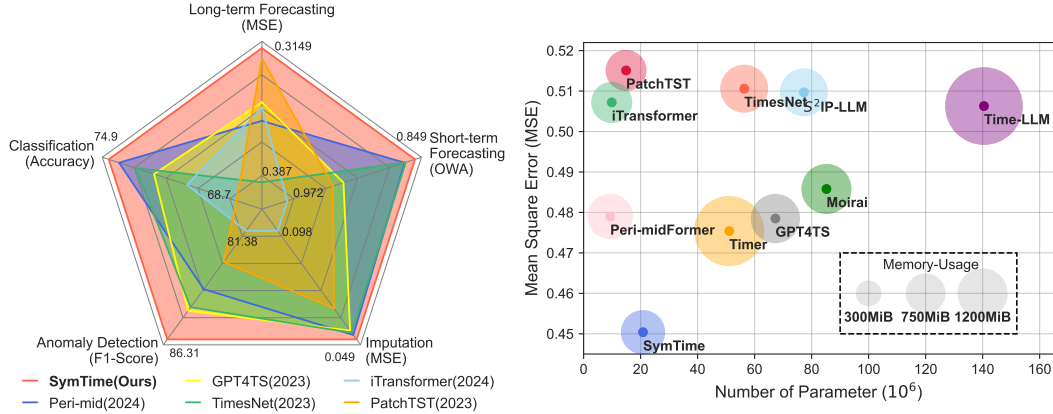 Long-term Forecasting
(MSE)
0.3149
74.9
Classification
(Accuracy)
0.849
Short-term
Forecasting
(OWA)
0.387
68.7
0.972
81.38
0.098
Anomaly Detection
(F1-Score)
86.31
0.049
Imputation
(MSE)
SymTime(Ours)
GPT4TS(2023)
iTransformer(2024)
Peri-mid(2024)
TimesNet(2023)
PatchTST(2023)
Mean Square Error (MSE)
0.52
0.51
0.50
0.49
0.48
0.47
0.46
0.45
PatchTST
iTransformer
TimesNet
S²IP-LLM
Time-LLM
Moirai
Peri-midFormer
Timer
GPT4TS
SymTime
Memory-Usage
300MiB 750MiB 1200MiB
0 20 40 60 80 100 120 140 160
Number of Parameter (10⁶)